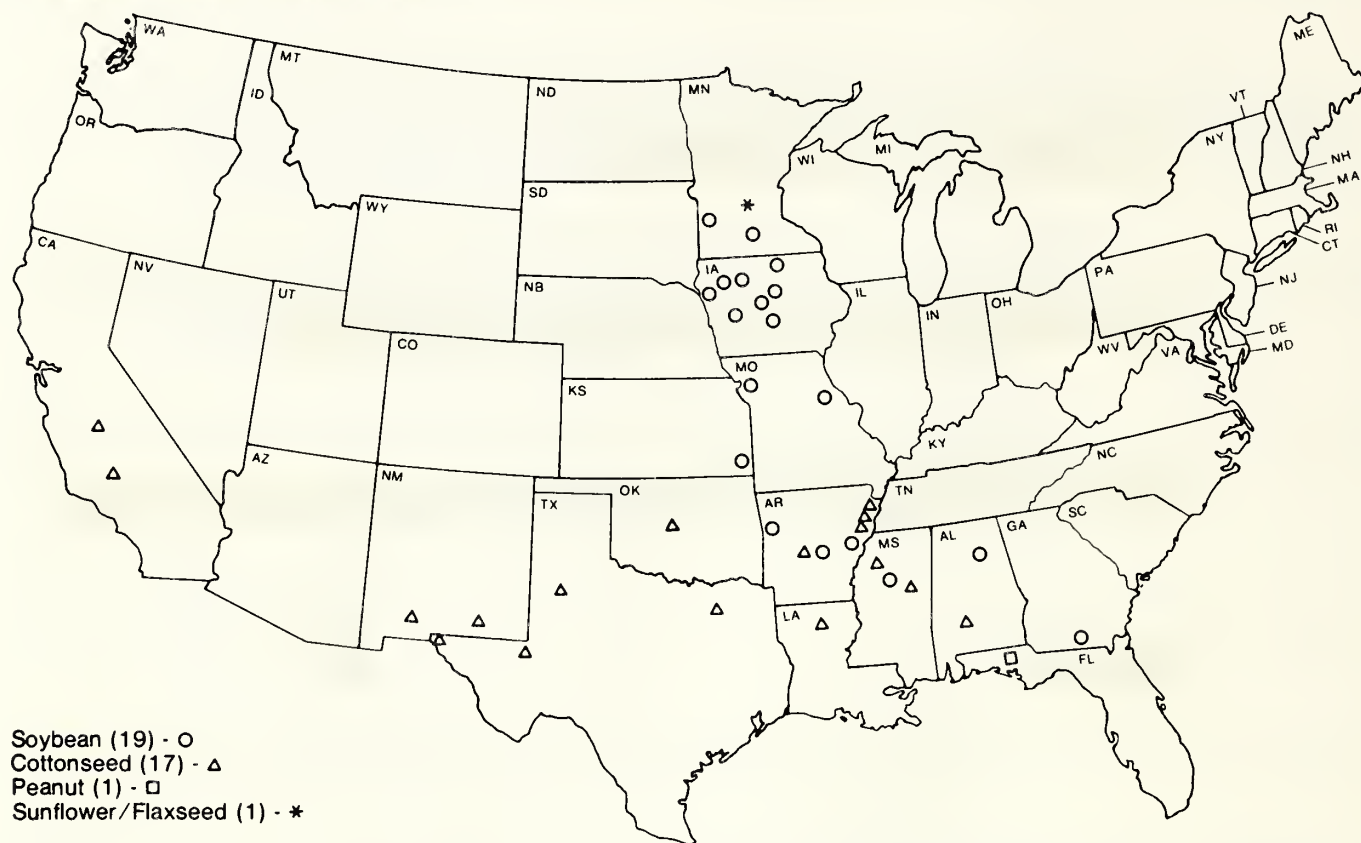 WA
MT
ND
MN
ME
VT
ID
OR
NY
MI
WI
NH
MA
SD
WY
RI
CT
CA
NV
IA
PA
UT
NB
IL
IN
OH
NJ
CO
WV
VA
DE
MD
MO
KS
KY
AZ
NM
NC
TN
OK
TX
AR
SC
GA
AL
MS
LA
FL
Soybean (19) - ○
Cottonseed (17) - △
Peanut (1) - □
Sunflower/Flaxseed (1) - *